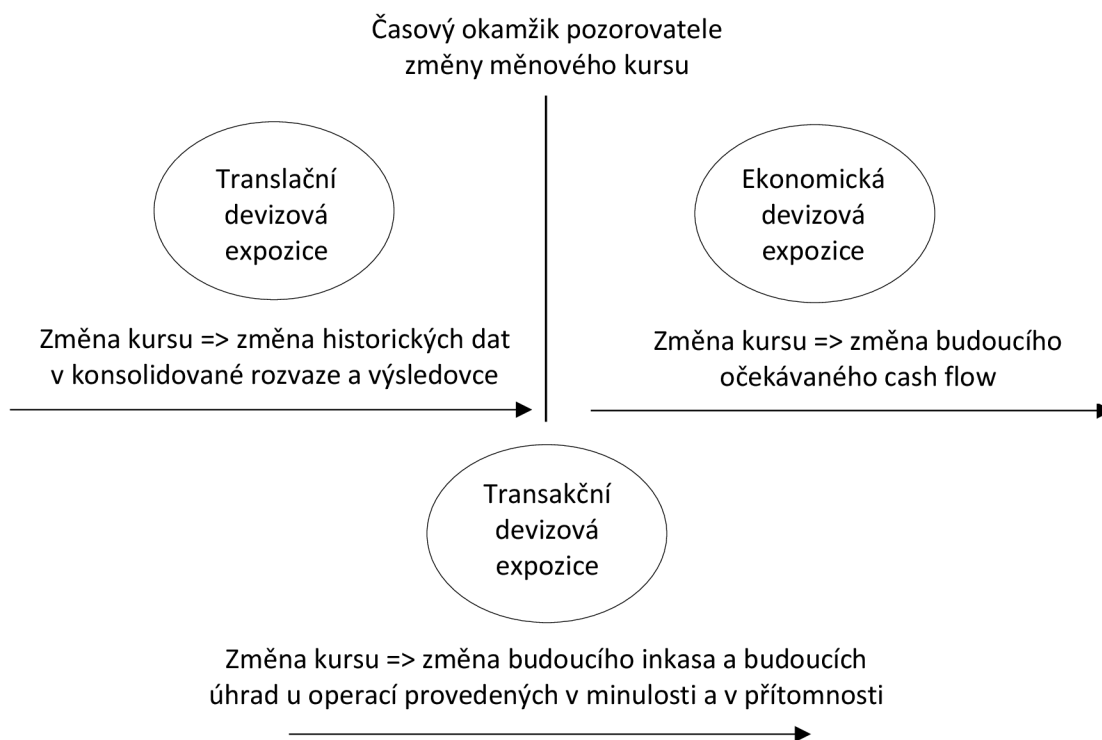 Časový okamžik pozorovatele
změny měnového kursu
Translační
devizová
expozice
Ekonomická
devizová
expozice
Změna kursu => změna historických dat
v konsolidované rozvaze a výsledovce
Změna kursu => změna budoucího
očekávaného cash flow
Transakční
devizová
expozice
Změna kursu => změna budoucího inkasa a budoucích
úhrad u operací provedených v minulosti a v přítomnosti